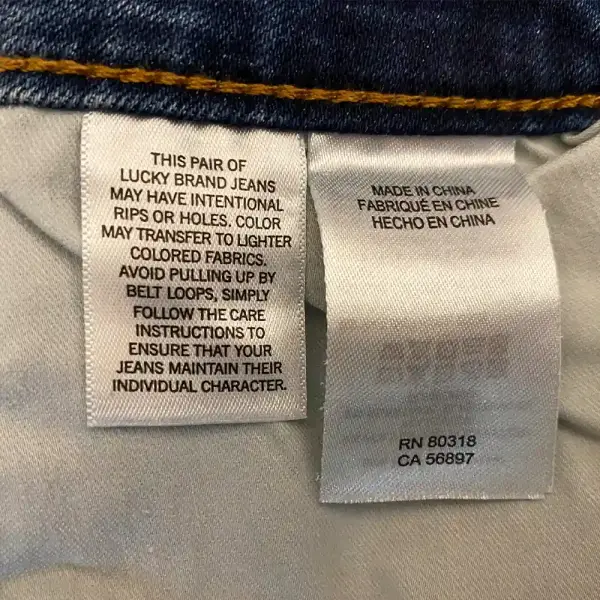 THIS PAIR OF
LUCKY BRAND JEANS
MAY HAVE INTENTIONAL
RIPS OR HOLES. COLOR
MAY TRANSFER TO LIGHTER
COLORED FABRICS.
AVOID PULLING UP BY
BELT LOOPS, SIMPLY
FOLLOW THE CARE
INSTRUCTIONS TO
ENSURE THAT YOUR
JEANS MAINTAIN THEIR
INDIVIDUAL CHARACTER.
MADE IN CHINA
FABRIQUÉ EN CHINE
HECHO EN CHINA
RN 80318
CA 56897